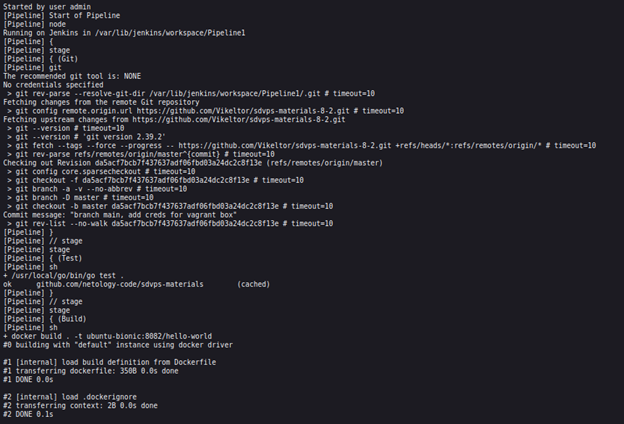 Started by user admin
[Pipeline] Start of Pipeline
[Pipeline] node
Running on Jenkins in /var/lib/jenkins/workspace/Pipeline1
[Pipeline] {
[Pipeline] stage
[Pipeline] { (Git)
[Pipeline] git
The recommended git tool is: NONE
No credentials specified
> git rev-parse --resolve-git-dir /var/lib/jenkins/workspace/Pipeline1/.git # timeout=10
Fetching changes from the remote Git repository
> git config remote.origin.url https://github.com/Vikeltor/sdvps-materials-8-2.git # timeout=10
Fetching upstream changes from https://github.com/Vikeltor/sdvps-materials-8-2.git
> git --version # timeout=10
> git --version # 'git version 2.39.2'
> git fetch --tags --force --progress -- https://github.com/Vikeltor/sdvps-materials-8-2.git +refs/heads/*:refs/remotes/origin/* # timeout=10
> git rev-parse refs/remotes/origin/master^{commit} # timeout=10
Checking out Revision da5acf7bcb7f437637adf06fbd03a24dc2c8f13e (refs/remotes/origin/master)
> git config core.sparsecheckout # timeout=10
> git checkout -f da5acf7bcb7f437637adf06fbd03a24dc2c8f13e # timeout=10
> git branch -a -v --no-abbrev # timeout=10
> git branch -D master # timeout=10
> git checkout -b master da5acf7bcb7f437637adf06fbd03a24dc2c8f13e # timeout=10
Commit message: "branch main, add creds for vagrant box"
> git rev-list --no-walk da5acf7bcb7f437637adf06fbd03a24dc2c8f13e # timeout=10
[Pipeline] }
[Pipeline] // stage
[Pipeline] stage
[Pipeline] { (Test)
[Pipeline] sh
+ /usr/local/go/bin/go test .
ok github.com/netology-code/sdvps-materials (cached)
[Pipeline] }
[Pipeline] // stage
[Pipeline] stage
[Pipeline] { (Build)
[Pipeline] sh
+ docker build . -t ubuntu-bionic:8082/hello-world
#0 building with "default" instance using docker driver
#1 [internal] load build definition from Dockerfile
#1 transferring dockerfile: 350B 0.0s done
#1 DONE 0.0s
#2 [internal] load .dockerignore
#2 transferring context: 2B 0.0s done
#2 DONE 0.1s